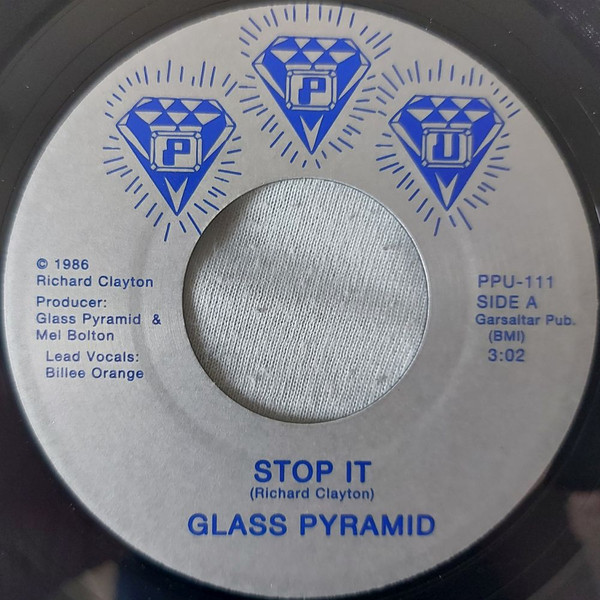 P P U
© 1986
Richard Clayton
Producer:
Glass Pyramid &
Mel Bolton
Lead Vocals:
Billee Orange
PPU-111
SIDE A
Garsaltar Pub.
(BMI)
3:02
STOP IT
(Richard Clayton)
GLASS PYRAMID